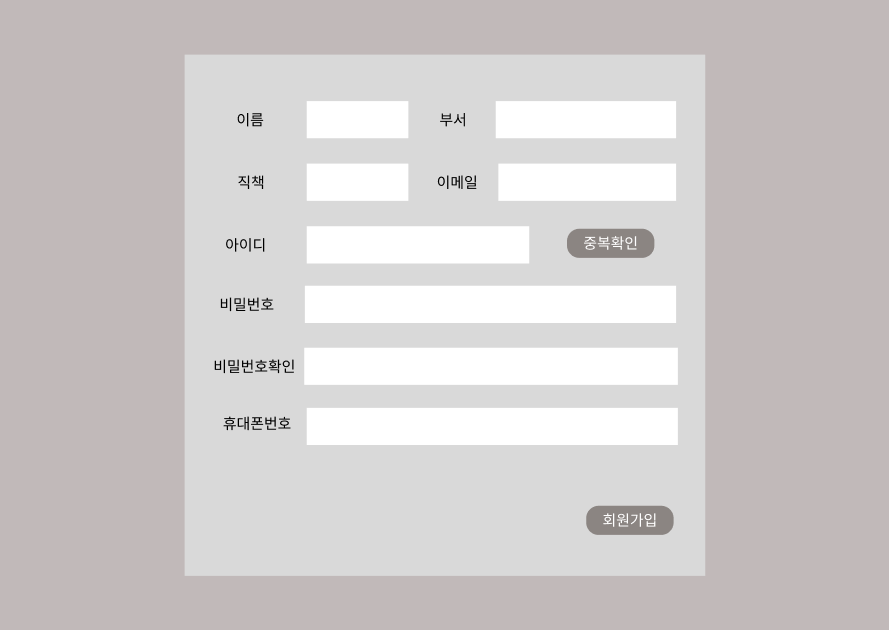 이름 부서
직책 이메일
아이디 중복확인
비밀번호
비밀번호확인
휴대폰번호
회원가입